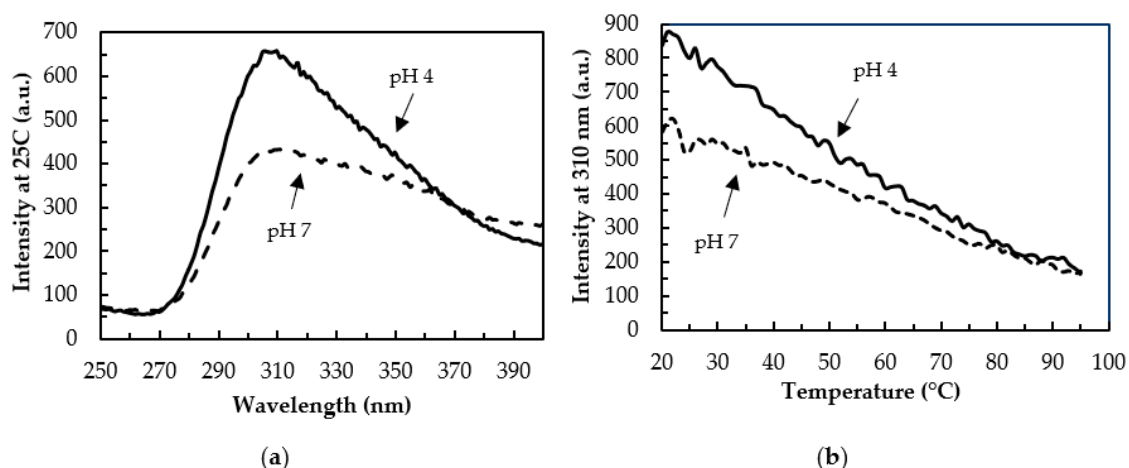 Intensity at 25C (a.u.)
700
600
500
400
300
200
100
0
pH 4
pH 7
250 270 290 310 330 350 370 390
Wavelength (nm)
(a)
Intensity at 310 nm (a.u.)
900
800
700
600
500
400
300
200
100
0
pH 4
pH 7
20 30 40 50 60 70 80 90 100
Temperature (°C)
(b)